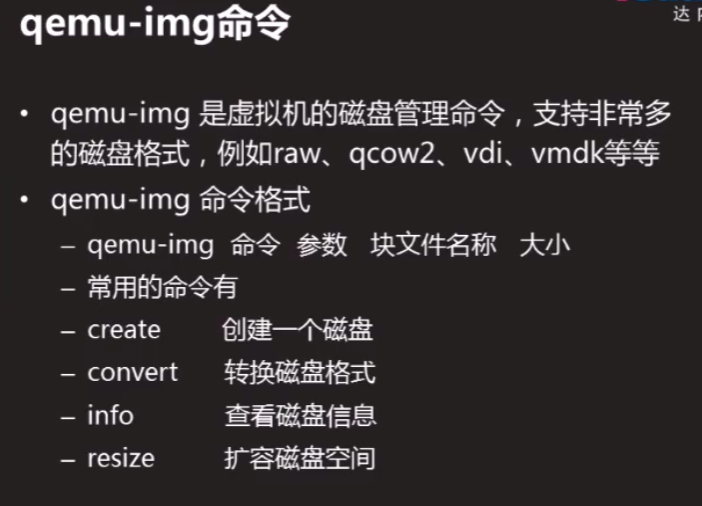 qemu-img命令
达
• qemu-img 是虚拟机的磁盘管理命令，支持非常多
的磁盘格式，例如raw、qcow2、vdi、vmdk等等
• qemu-img 命令格式
– qemu-img 命令 参数 块文件名称 大小
– 常用的命令有
– create 创建一个磁盘
– convert 转换磁盘格式
– info 查看磁盘信息
– resize 扩容磁盘空间